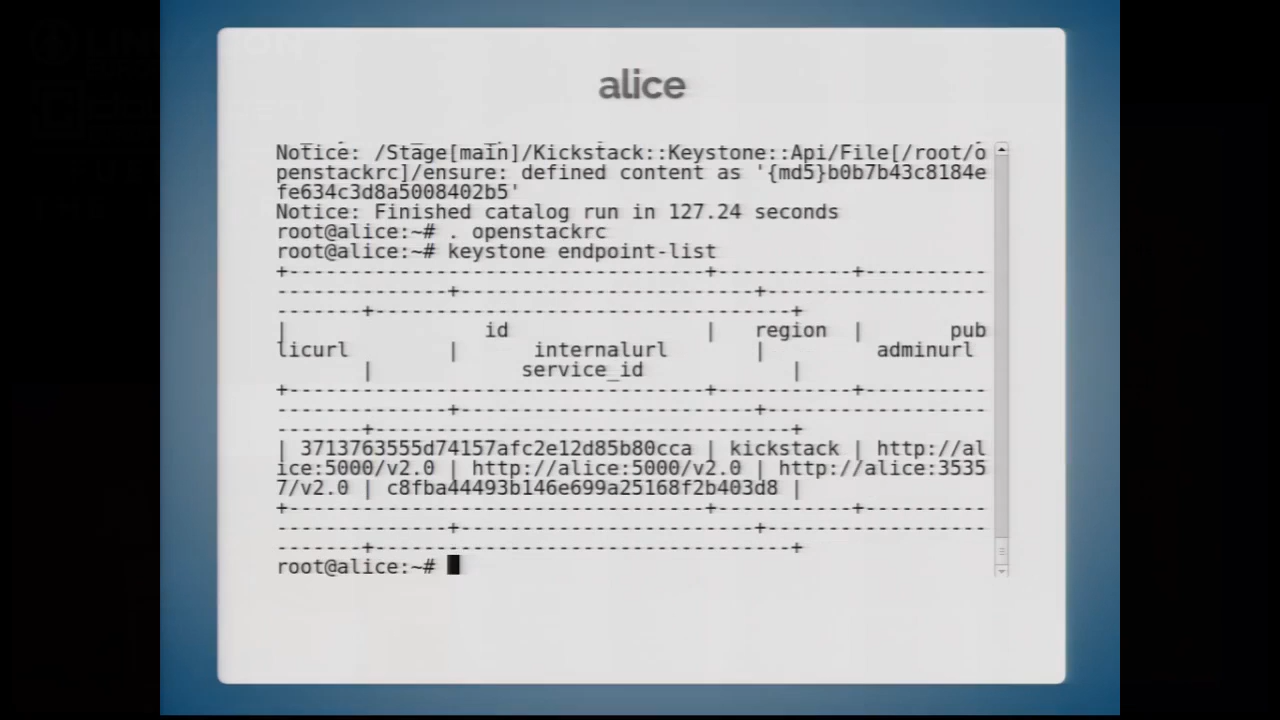 alice
Notice: /Stage[main]/Kickstack::Keystone::Api/File[/root/o
penstackrc]/ensure: defined content as '{md5}b0b7b43c8184e
fe634c3d8a5008402b5'
Notice: Finished catalog run in 127.24 seconds
root@alice:~# . openstackrc
root@alice:~# keystone endpoint-list
+----------------------------------+-----------+----------
--------------+------------------------+------------------
-------+----------------------------------+
|                id                |   region  |       pub
licurl        |      internalurl       |         adminurl
       |            service_id            |
+----------------------------------+-----------+----------
--------------+------------------------+------------------
-------+----------------------------------+
| 3713763555d74157afc2e12d85b80cca | kickstack | http://al
ice:5000/v2.0 | http://alice:5000/v2.0 | http://alice:3535
7/v2.0 | c8fba44493b146e699a25168f2b403d8 |
+----------------------------------+-----------+----------
--------------+------------------------+------------------
-------+----------------------------------+
root@alice:~#